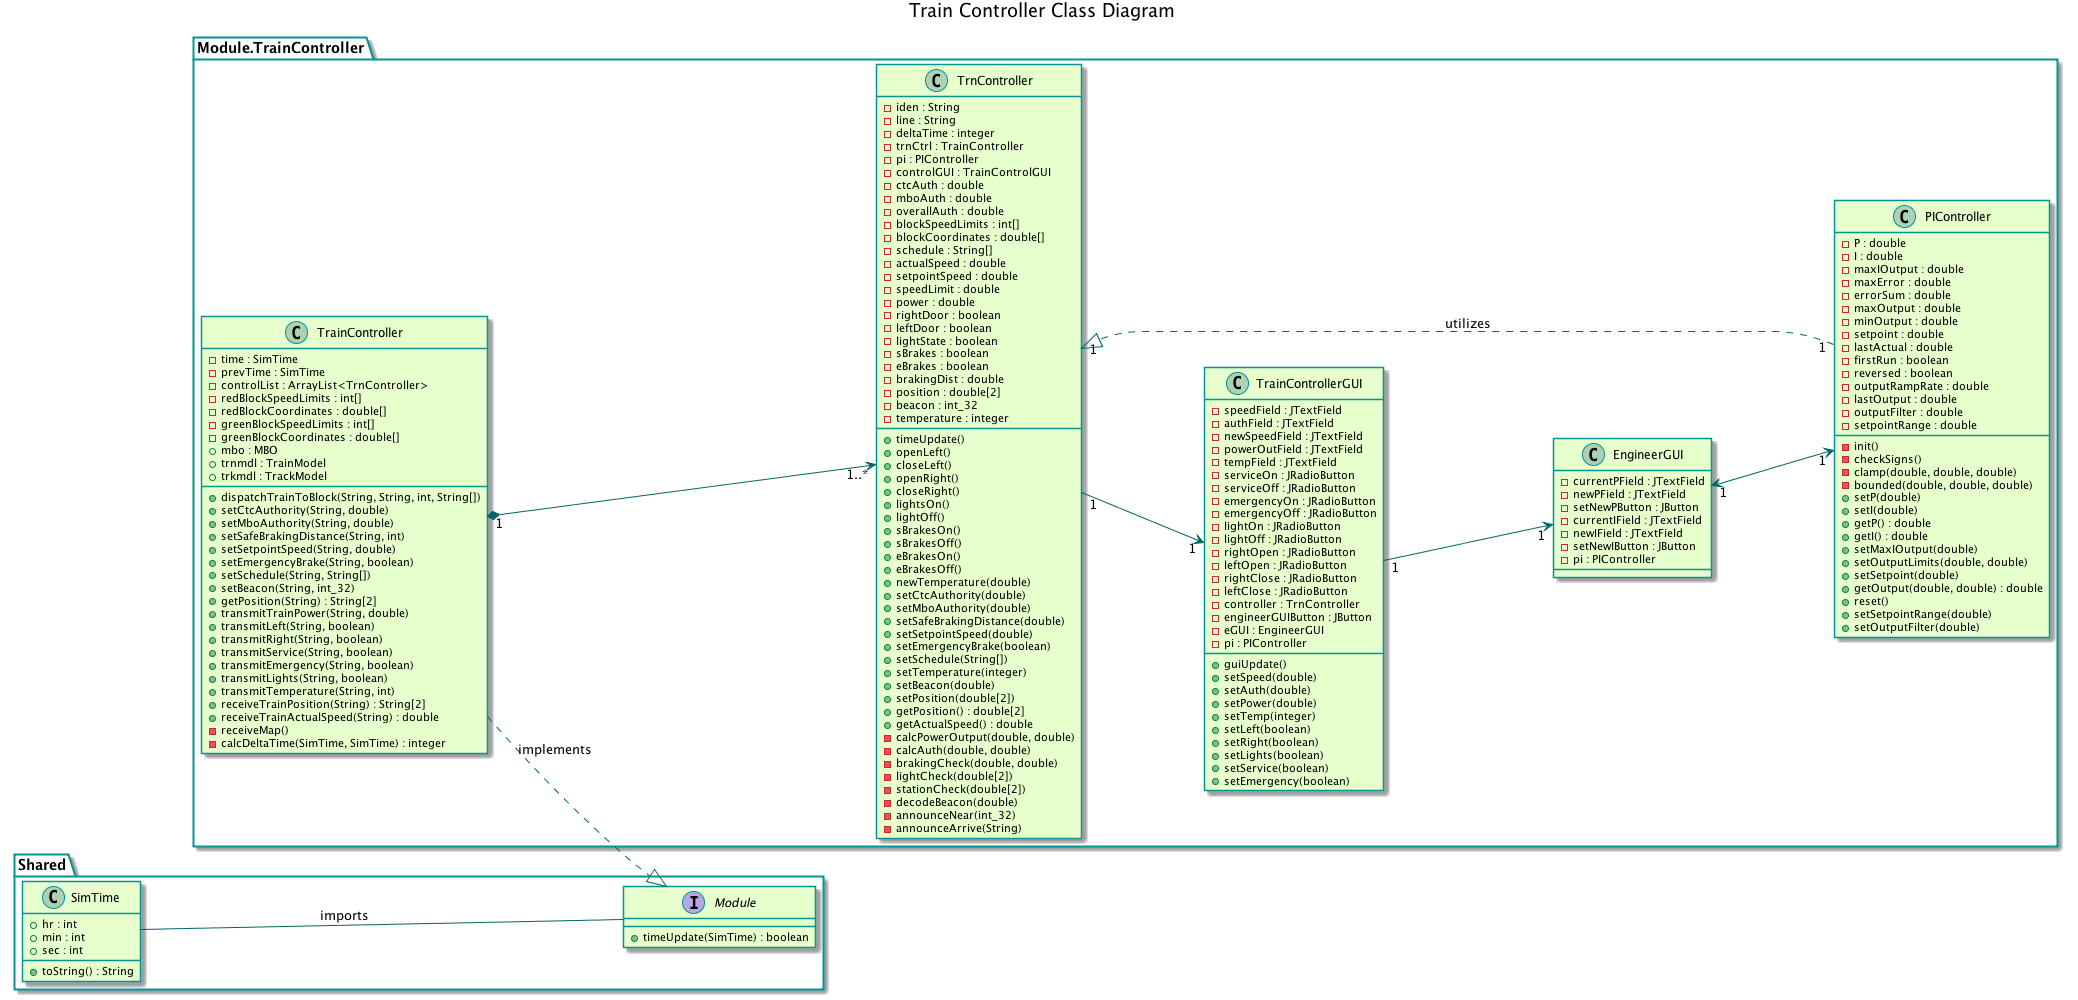 Train Controller Class Diagram
Module.TrainController
TrnController
iden : String
line : String
deltaTime : integer
trnCtrl : TrainController
pi : PIController
controlGUI : TrainControlGUI
ctcAuth : double
mboAuth : double
overallAuth : double
blockSpeedLimits : int[]
blockCoordinates : double[]
schedule : String[]
actualSpeed : double
setpointSpeed : double
speedLimit : double
power : double
rightDoor : boolean
leftDoor : boolean
lightState : boolean
sBrakes : boolean
eBrakes : boolean
brakingDist : double
position : double[2]
beacon : int_32
temperature : integer
timeUpdate()
openLeft()
closeLeft()
openRight()
closeRight()
lightsOn()
lightOff()
sBrakesOn()
sBrakesOff()
eBrakesOn()
eBrakesOff()
newTemperature(double)
setCtcAuthority(double)
setMboAuthority(double)
setSafeBrakingDistance(double)
setSetpointSpeed(double)
setEmergencyBrake(boolean)
setSchedule(String[])
setTemperature(integer)
setBeacon(double)
setPosition(double[2])
getPosition() : double[2]
getActualSpeed() : double
calcPowerOutput(double, double)
calcAuth(double, double)
brakingCheck(double, double)
lightCheck(double[2])
stationCheck(double[2])
decodeBeacon(double)
announceNear(int_32)
announceArrive(String)
PIController
P : double
I : double
maxIOutput : double
maxError : double
errorSum : double
maxOutput : double
minOutput : double
setpoint : double
lastActual : double
firstRun : boolean
reversed : boolean
outputRampRate : double
lastOutput : double
outputFilter : double
setpointRange : double
init()
checkSigns()
clamp(double, double, double)
bounded(double, double, double)
setP(double)
setI(double)
getP() : double
getI() : double
setMaxIOutput(double)
setOutputLimits(double, double)
setSetpoint(double)
getOutput(double, double) : double
reset()
setSetpointRange(double)
setOutputFilter(double)
TrainController
time : SimTime
prevTime : SimTime
controlList : ArrayList<TrnController>
redBlockSpeedLimits : int[]
redBlockCoordinates : double[]
greenBlockSpeedLimits : int[]
greenBlockCoordinates : double[]
mbo : MBO
trnmdl : TrainModel
trkmdl : TrackModel
dispatchTrainToBlock(String, String, int, String[])
setCtcAuthority(String, double)
setMboAuthority(String, double)
setSafeBrakingDistance(String, int)
setSetpointSpeed(String, double)
setEmergencyBrake(String, boolean)
setSchedule(String, String[])
setBeacon(String, int_32)
getPosition(String) : String[2]
transmitTrainPower(String, double)
transmitLeft(String, boolean)
transmitRight(String, boolean)
transmitService(String, boolean)
transmitEmergency(String, boolean)
transmitLights(String, boolean)
transmitTemperature(String, int)
receiveTrainPosition(String) : String[2]
receiveTrainActualSpeed(String) : double
receiveMap()
calcDeltaTime(SimTime, SimTime) : integer
TrainControllerGUI
speedField : JTextField
authField : JTextField
newSpeedField : JTextField
powerOutField : JTextField
tempField : JTextField
serviceOn : JRadioButton
serviceOff : JRadioButton
emergencyOn : JRadioButton
emergencyOff : JRadioButton
lightOn : JRadioButton
lightOff : JRadioButton
rightOpen : JRadioButton
leftOpen : JRadioButton
rightClose : JRadioButton
leftClose : JRadioButton
controller : TrnController
engineerGUIButton : JButton
eGUI : EngineerGUI
pi : PIController
guiUpdate()
setSpeed(double)
setAuth(double)
setPower(double)
setTemp(integer)
setLeft(boolean)
setRight(boolean)
setLights(boolean)
setService(boolean)
setEmergency(boolean)
EngineerGUI
currentPField : JTextField
newPField : JTextField
setNewPButton : JButton
currentIField : JTextField
newIField : JTextField
setNewIButton : JButton
pi : PIController
utilizes
1
1
1
1..*
1
1
1
1
1
1
implements
Shared
SimTime
hr : int
min : int
sec : int
toString() : String
imports
Module
timeUpdate(SimTime) : boolean
C
C
C
C
C
C
I